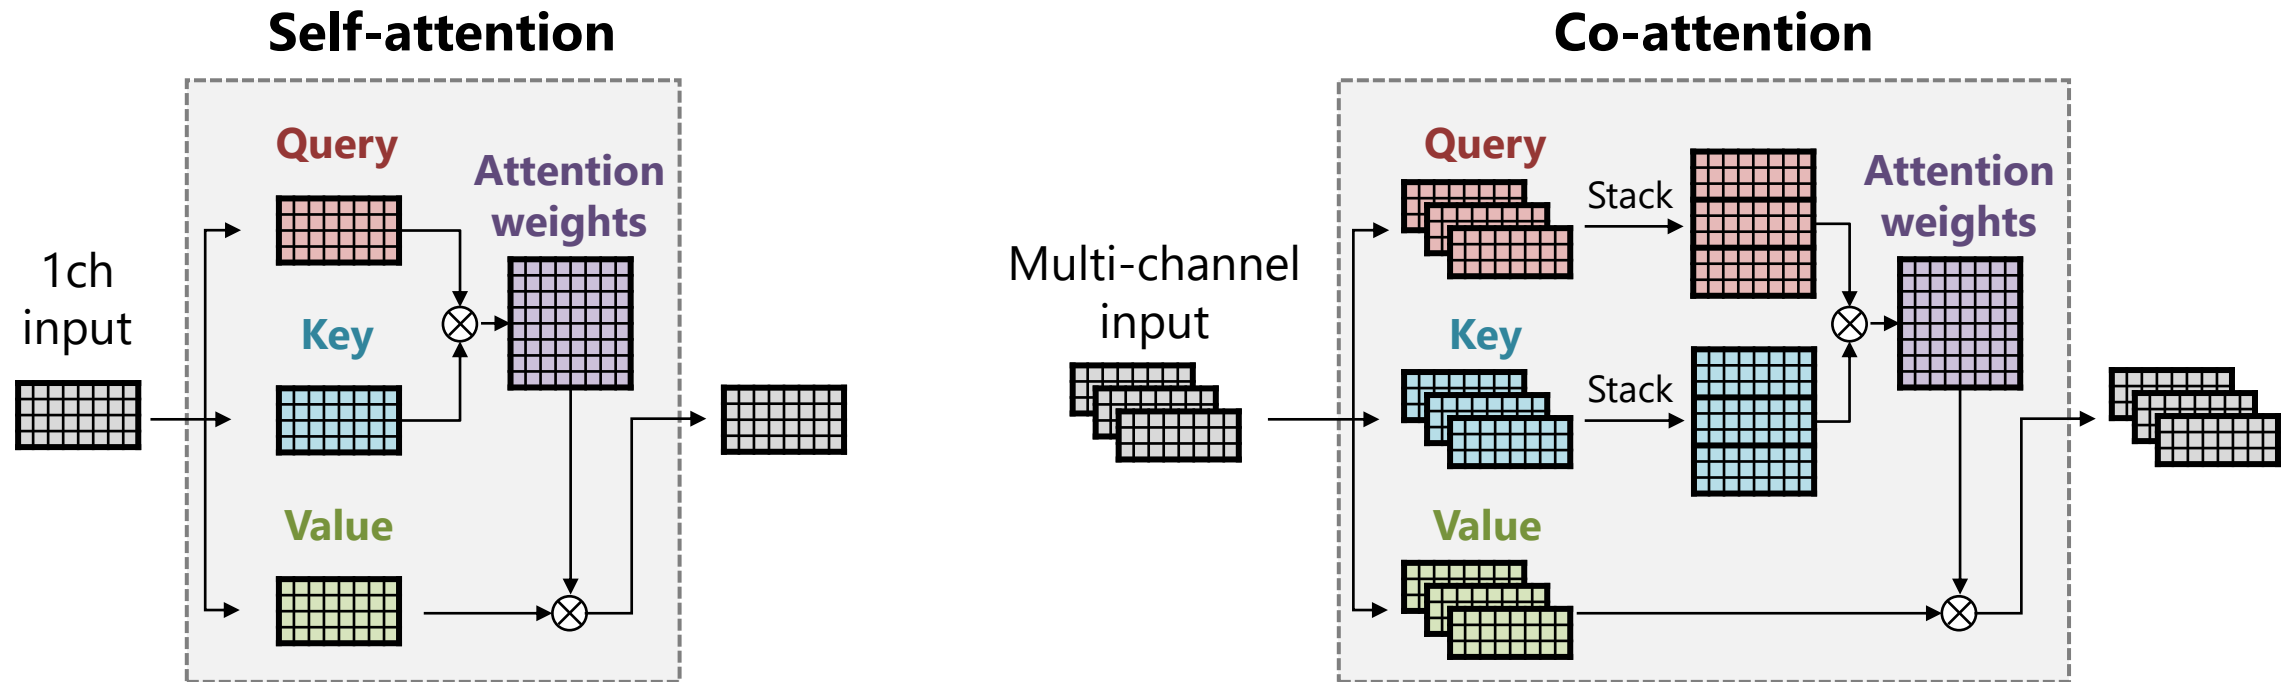 Self-attention
Query
Attention
weights
1ch
input
Key
Value
Co-attention
Query
Stack
Attention
weights
Multi-channel
input
Key
Stack
Value